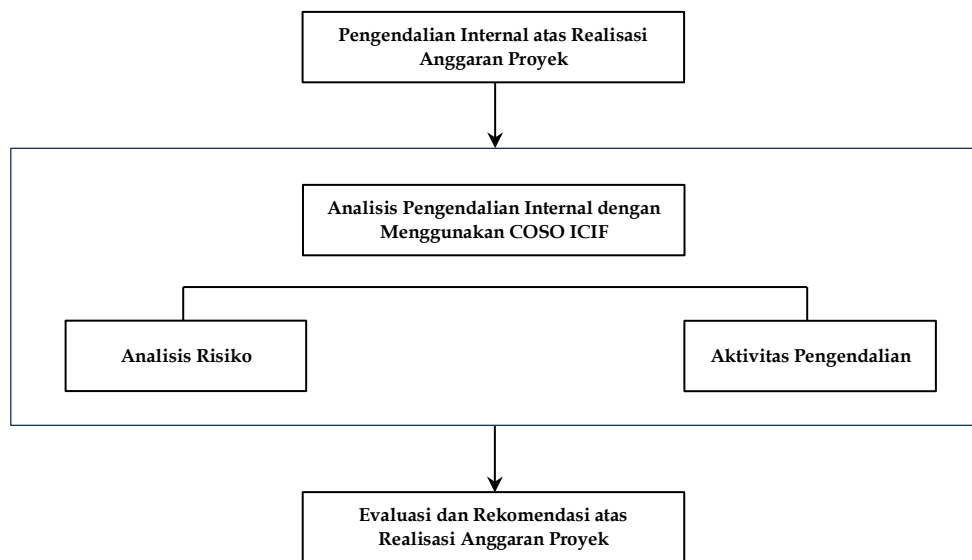 Pengendalian Internal atas Realisasi
Anggaran Proyek
Analisis Pengendalian Internal dengan
Menggunakan COSO ICIF
Analisis Risiko
Aktivitas Pengendalian
Evaluasi dan Rekomendasi atas
Realisasi Anggaran Proyek